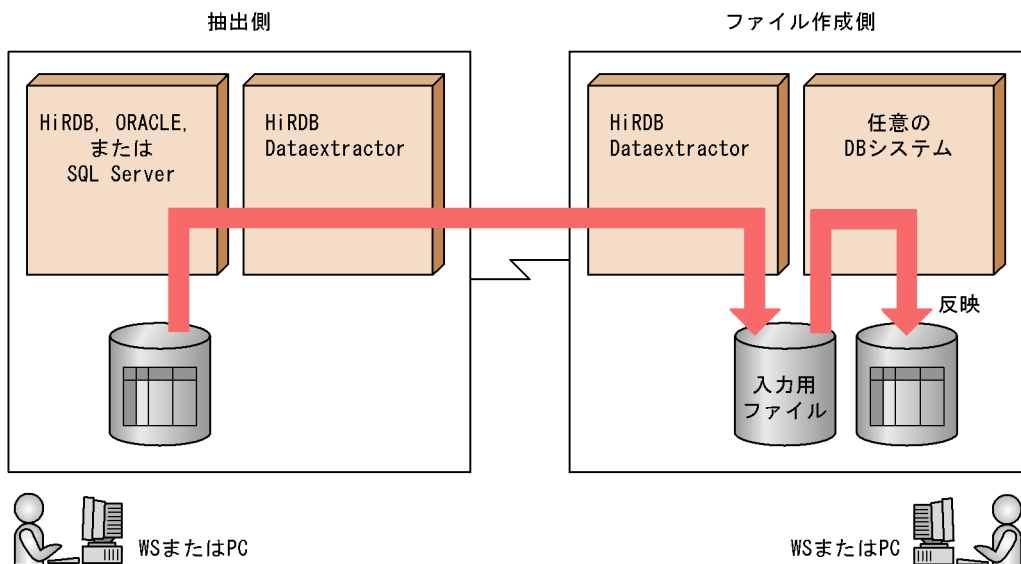 抽出側
ファイル作成側
HiRDB, ORACLE,
または
SQL Server
HiRDB
Dataextractor
HiRDB
Dataextractor
任意の
DBシステム
反映
入力用
ファイル
WSまたはPC
WSまたはPC